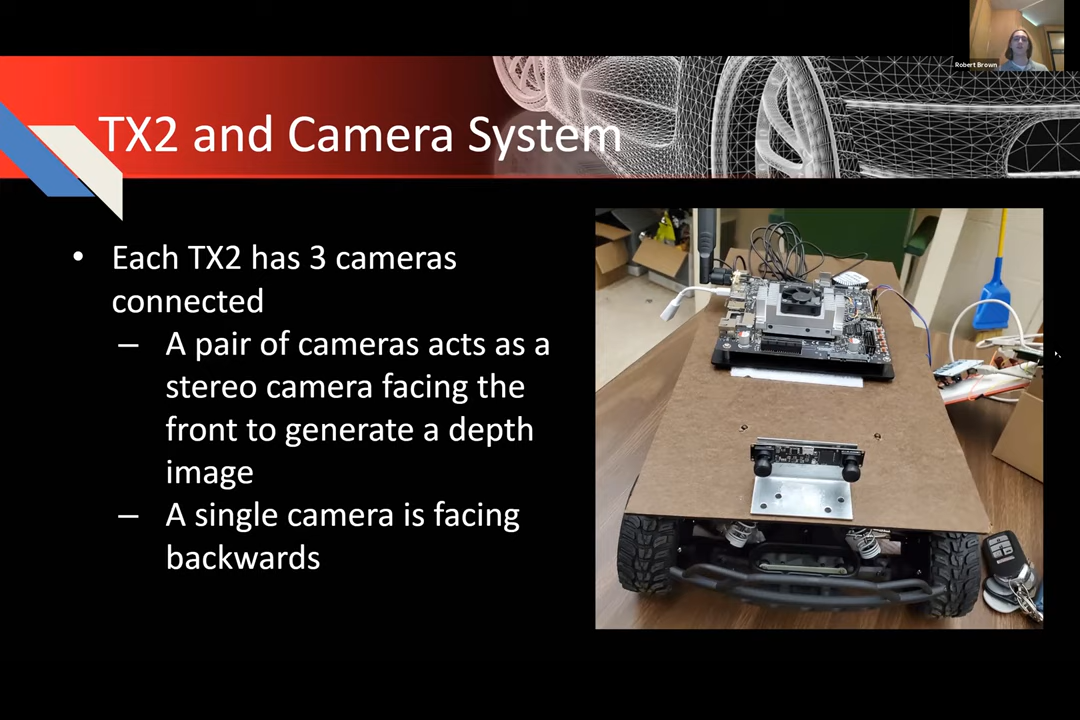 Robert Brown
TX2 and Camera System
• Each TX2 has 3 cameras
connected
– A pair of cameras acts as a
stereo camera facing the
front to generate a depth
image
– A single camera is facing
backwards